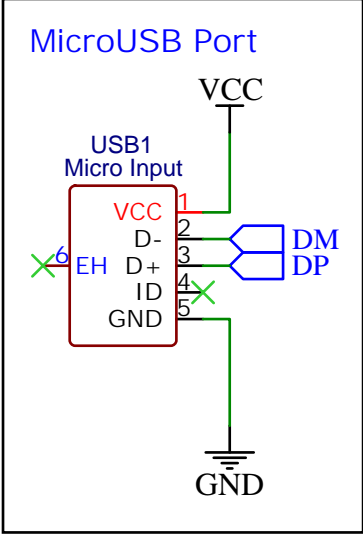 MicroUSB Port
VCC
USB1
Micro Input
VCC 1
D- 2
DM
6 EH D+ 3
DP
ID 4
GND 5
GND